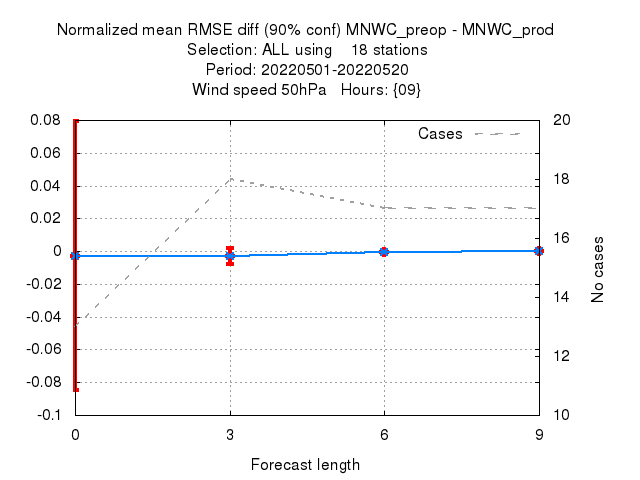 Normalized mean RMSE diff (90% conf) MNWC_preop - MNWC_prod
Selection: ALL using 18 stations
Period: 20220501-20220520
Wind speed 50hPa Hours: {09}
Cases
0.08
0.06
0.04
0.02
0
-0.02
-0.04
-0.06
-0.08
-0.1
20
18
16
14
12
10
No cases
0 3 6 9
Forecast length